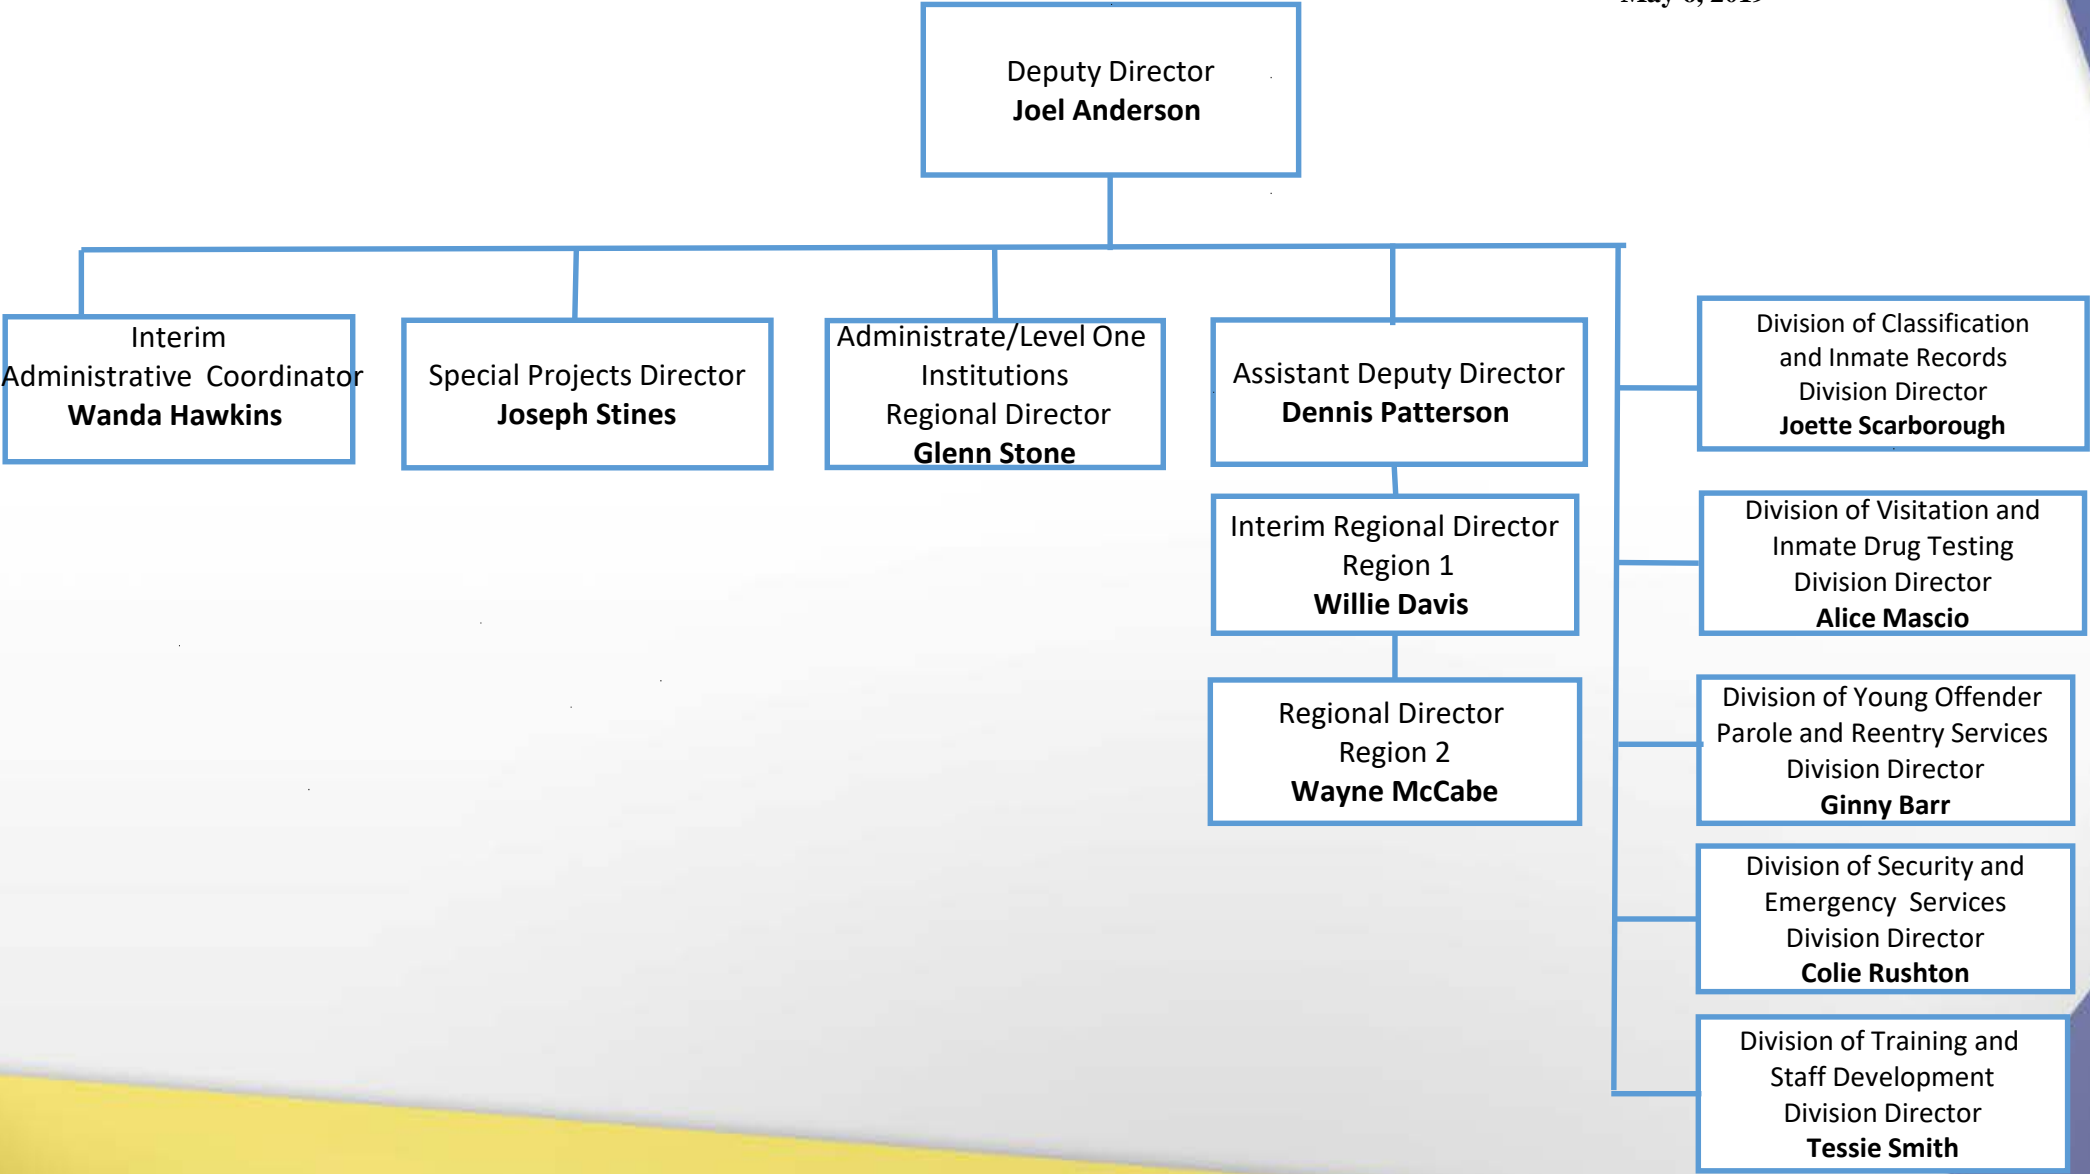 May 6, 2019
Deputy Director
Joel Anderson
Interim
Administrative Coordinator
Wanda Hawkins
Special Projects Director
Joseph Stines
Administrate/Level One
Institutions
Regional Director
Glenn Stone
Assistant Deputy Director
Dennis Patterson
Interim Regional Director
Region 1
Willie Davis
Regional Director
Region 2
Wayne McCabe
Division of Classification
and Inmate Records
Division Director
Joette Scarborough
Division of Visitation and
Inmate Drug Testing
Division Director
Alice Mascio
Division of Young Offender
Parole and Reentry Services
Division Director
Ginny Barr
Division of Security and
Emergency Services
Division Director
Colie Rushton
Division of Training and
Staff Development
Division Director
Tessie Smith